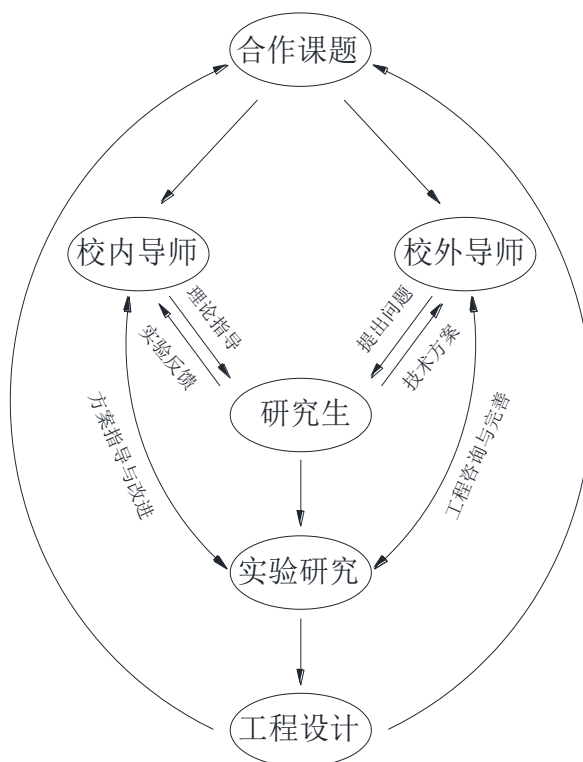 合作课题
校内导师
校外导师
理论指导
实验反馈
提出问题
技术方案
研究生
方案指导与改进
工程咨询与完善
实验研究
工程设计